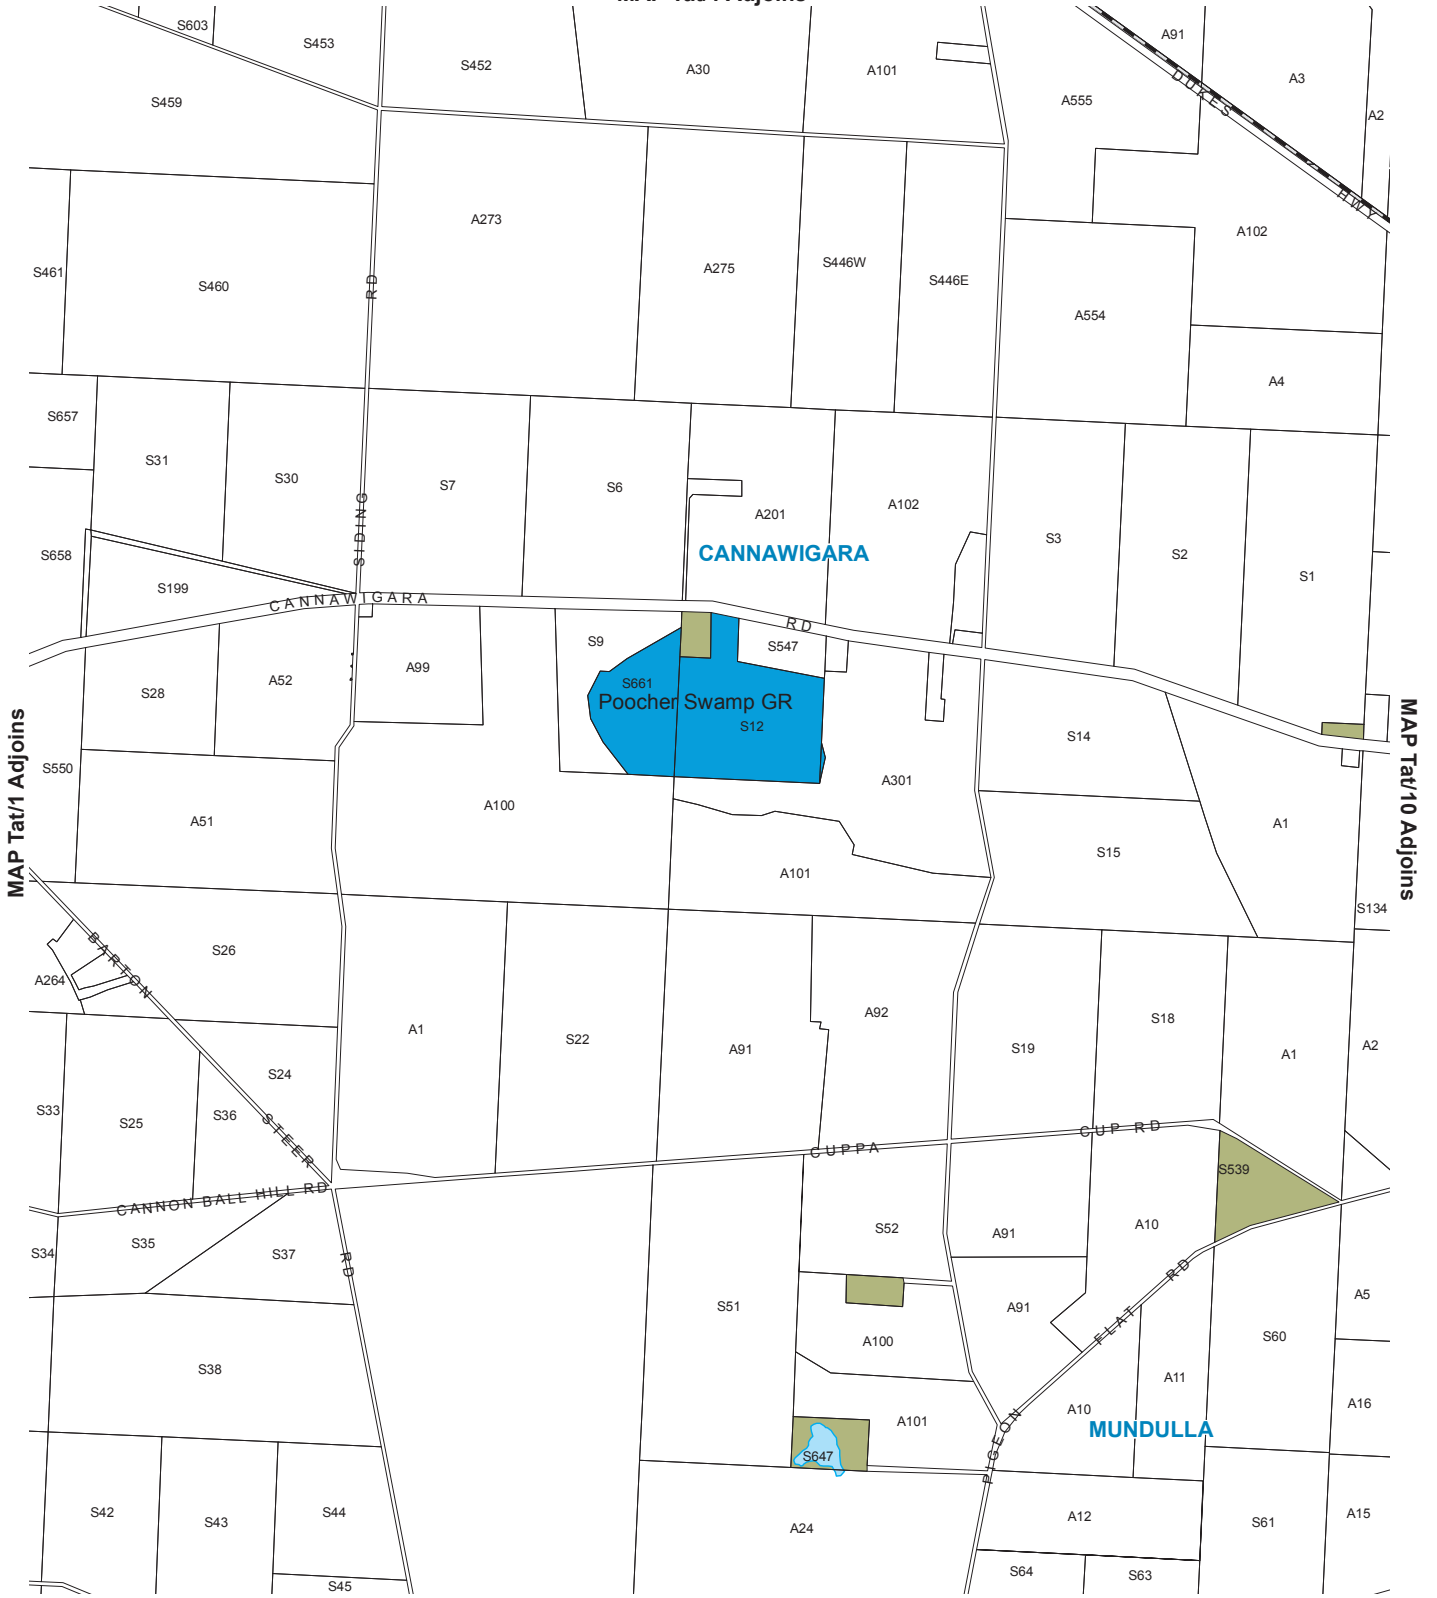 S603
S453
S452
A30
A101
A91
A3
S459
A555
DUKES
A2
HWY
A273
A102
S461
S460
RD
A275
S446W
S446E
A554
A4
S657
S31
S30
S7
S6
A201
A102
S3
S2
S1
SIDING
S658
CANNAWIGARA
S199
CANNAWIGARA
RD
S9
S547
A99
S28
A52
S661
Poocher Swamp GR
S12
S14
MAP Tat/1 Adjoins
MAP Tat/10 Adjoins
S550
A301
A51
A100
A1
S15
A101
S134
BARTON
S26
A264
A92
S18
A1
S22
A91
S19
A1
A2
S24
S33
S25
S36
STEER
CUPPA
CUP RD
S539
CANNON BALL HILL RD
S34
S35
S37
RD
S52
A91
A10
RD
S51
A91
FLAT
A5
S60
A100
S38
A11
A16
A101
A10
PIGEON
MUNDULLA
S647
S42
S43
S44
A24
A12
S61
A15
S45
S64
S63